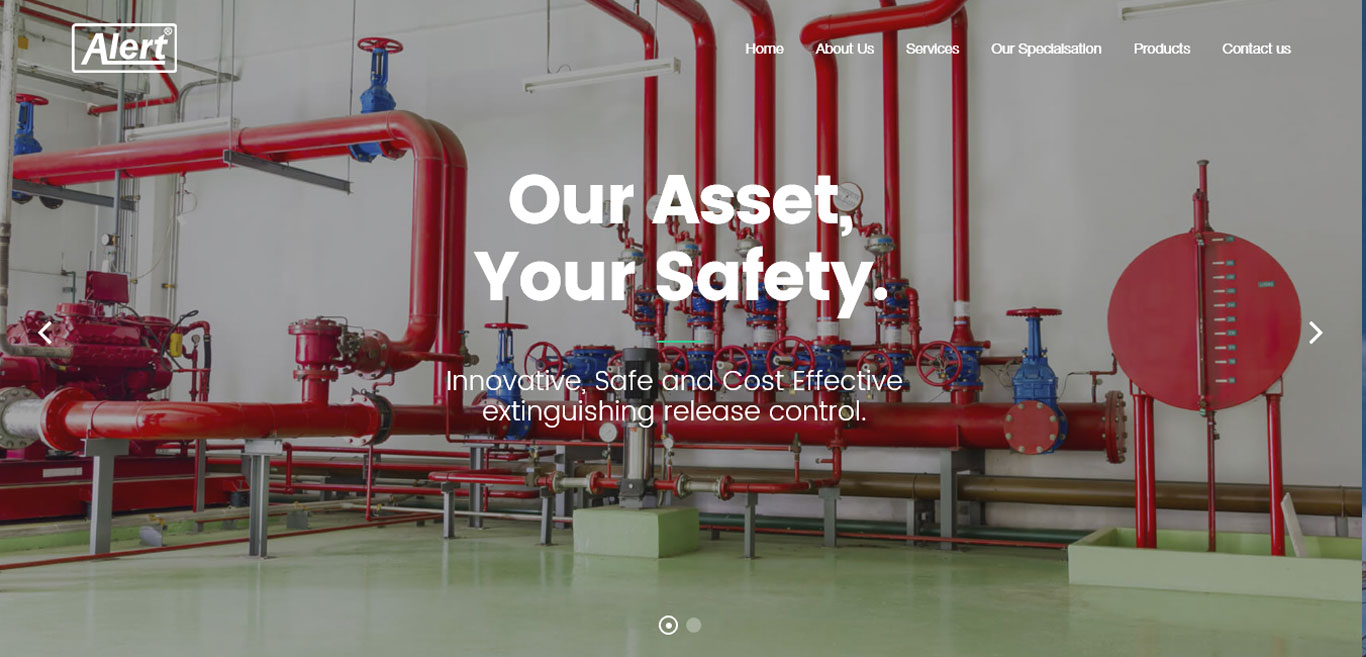 Alert®
Home About Us Services Our Specialsation Products Contact us
Our Asset,
Your Safety.
Innovative, Safe and Cost Effective
extinguishing release control.